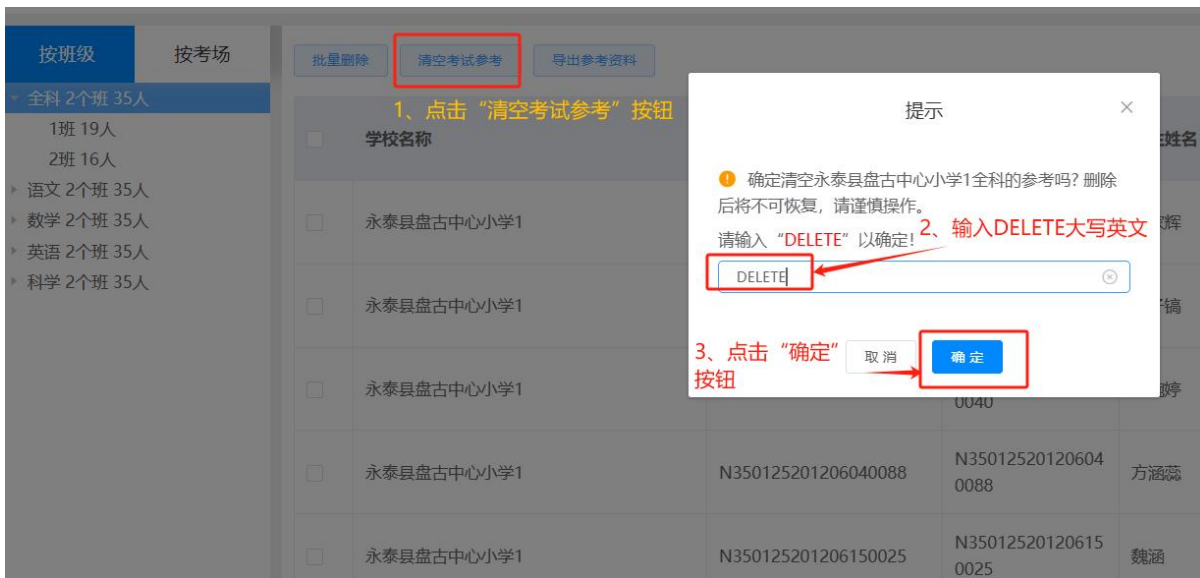 按班级 按考场
批量删除 清空考试参考 导出参考资料
全科 2个班 35人
1班 19人
2班 16人
语文 2个班 35人
数学 2个班 35人
英语 2个班 35人
科学 2个班 35人
1、点击“清空考试参考”按钮
学校名称
姓名
永泰县盘古中心小学1
辉
永泰县盘古中心小学1
镐
永泰县盘古中心小学1
0040
婷
永泰县盘古中心小学1 N350125201206040088 N35012520120604
0088
方涵蕊
永泰县盘古中心小学1 N350125201206150025 N35012520120615
0025
魏涵
提示
确定清空永泰县盘古中心小学1全科的参考吗? 删除
后将不可恢复，请谨慎操作。
请输入“DELETE”以确定!
2、输入DELETE大写英文
DELETE
3、点击“确定”
按钮
取消 确定